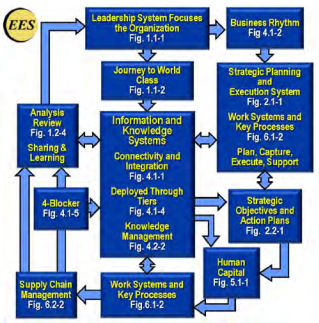 EES
Leadership System Focuses
the Organization
Fig. 1.1-1
Business Rhythm
Fig 4.1-2
Journey to World
Class
Fig. 1.1-2
Strategic Planning
and Execution
System
Fig. 2.1-1
Work Systems and
Key Processes
Fig. 6.1-2
Plan, Capture,
Execute, Support
Analysis
Review
Fig. 1.2-4
Sharing &
Learning
Information and
Knowledge
Systems
Connectivity and
Integration
Fig. 4.1-1
Deployed Through
Tiers
Fig. 4.1-4
Knowledge
Management
Fig. 4.2-2
4-Blocker
Fig. 4.1-5
Strategic
Objectives and
Action Plans
Fig. 2.2-1
Human
Capital
Fig. 5.1-1
Supply Chain
Management
Fig. 6.2-2
Work Systems and
Key Processes
Fig.6.1-2